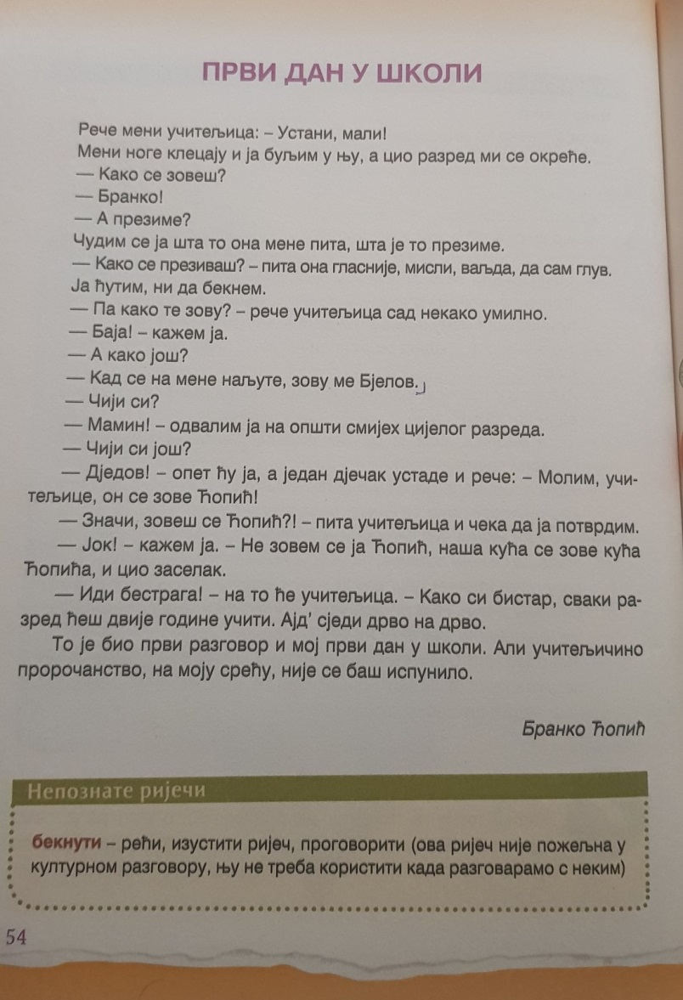 ПРВИ ДАН У ШКОЛИ
Рече мени учитељица: – Устани, мали!
Мени ноге клецају и ја буљим у њу, а цио разред ми се окреће.
— Како се зовеш?
— Бранко!
— А презиме?
Чудим се ја шта то она мене пита, шта је то презиме.
— Како се презиваш? – пита она гласније, мисли, ваљда, да сам глув.
Ја ћутим, ни да бекнем.
— Па како те зову? – рече учитељица сад некако умилно.
— Баја! – кажем ја.
— А како још?
— Кад се на мене наљуте, зову ме Бјелов.
— Чији си?
— Мамин! – одвалим ја на општи смијех цијелог разреда.
— Чији си још?
— Дједов! – опет ћу ја, а један дјечак устаде и рече: – Молим, учи-
тељице, он се зове Ћопић!
— Значи, зовеш се Ћопић?! – пита учитељица и чека да ја потврдим.
— Јок! – кажем ја. – Не зовем се ја Ћопић, наша кућа се зове кућа
Ћопића, и цио заселак.
— Иди бестрага! – на то ће учитељица. – Како си бистар, сваки ра-
зред ћеш двије године учити. Ајд’ сједи дрво на дрво.
То је био први разговор и мој први дан у школи. Али учитељичино
пророчанство, на моју срећу, није се баш испунило.
Бранко Ћопић
Непознате ријечи
бекнути – рећи, изустити ријеч, проговорити (ова ријеч није пожељна у
културном разговору, њу не треба користити када разговарамо с неким)
54